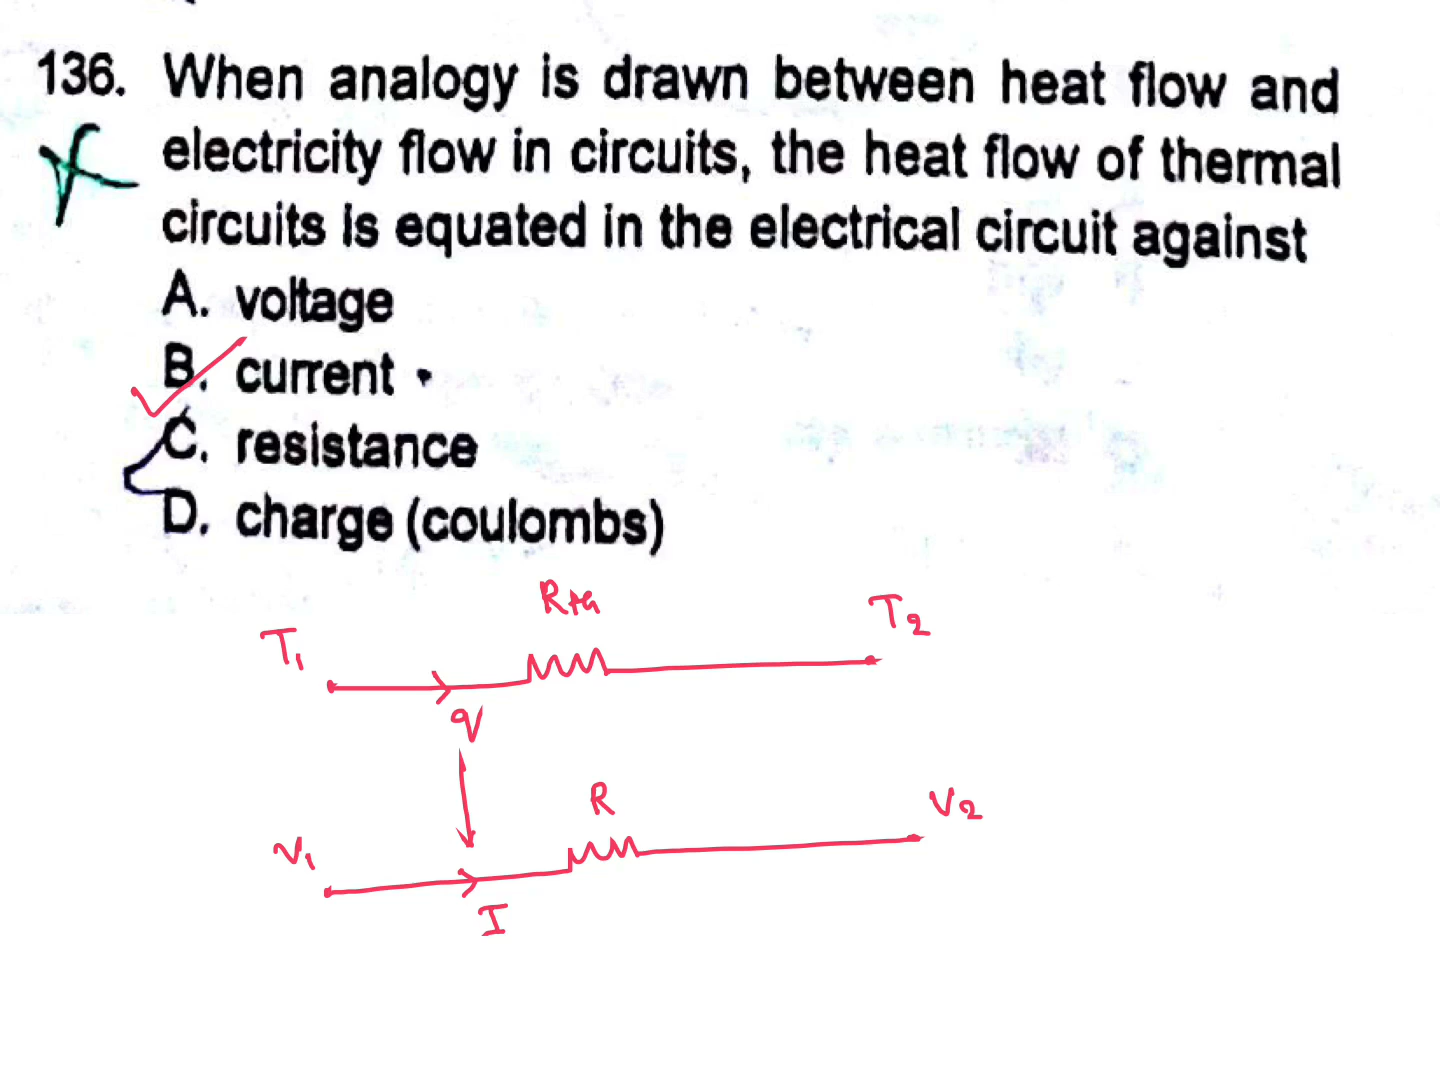 136. When analogy is drawn between heat flow and
electricity flow in circuits, the heat flow of thermal
circuits is equated in the electrical circuit against
A. voltage
B. current
C. resistance
D. charge (coulombs)
Rth
T1
T2
q
R
V1
V2
I